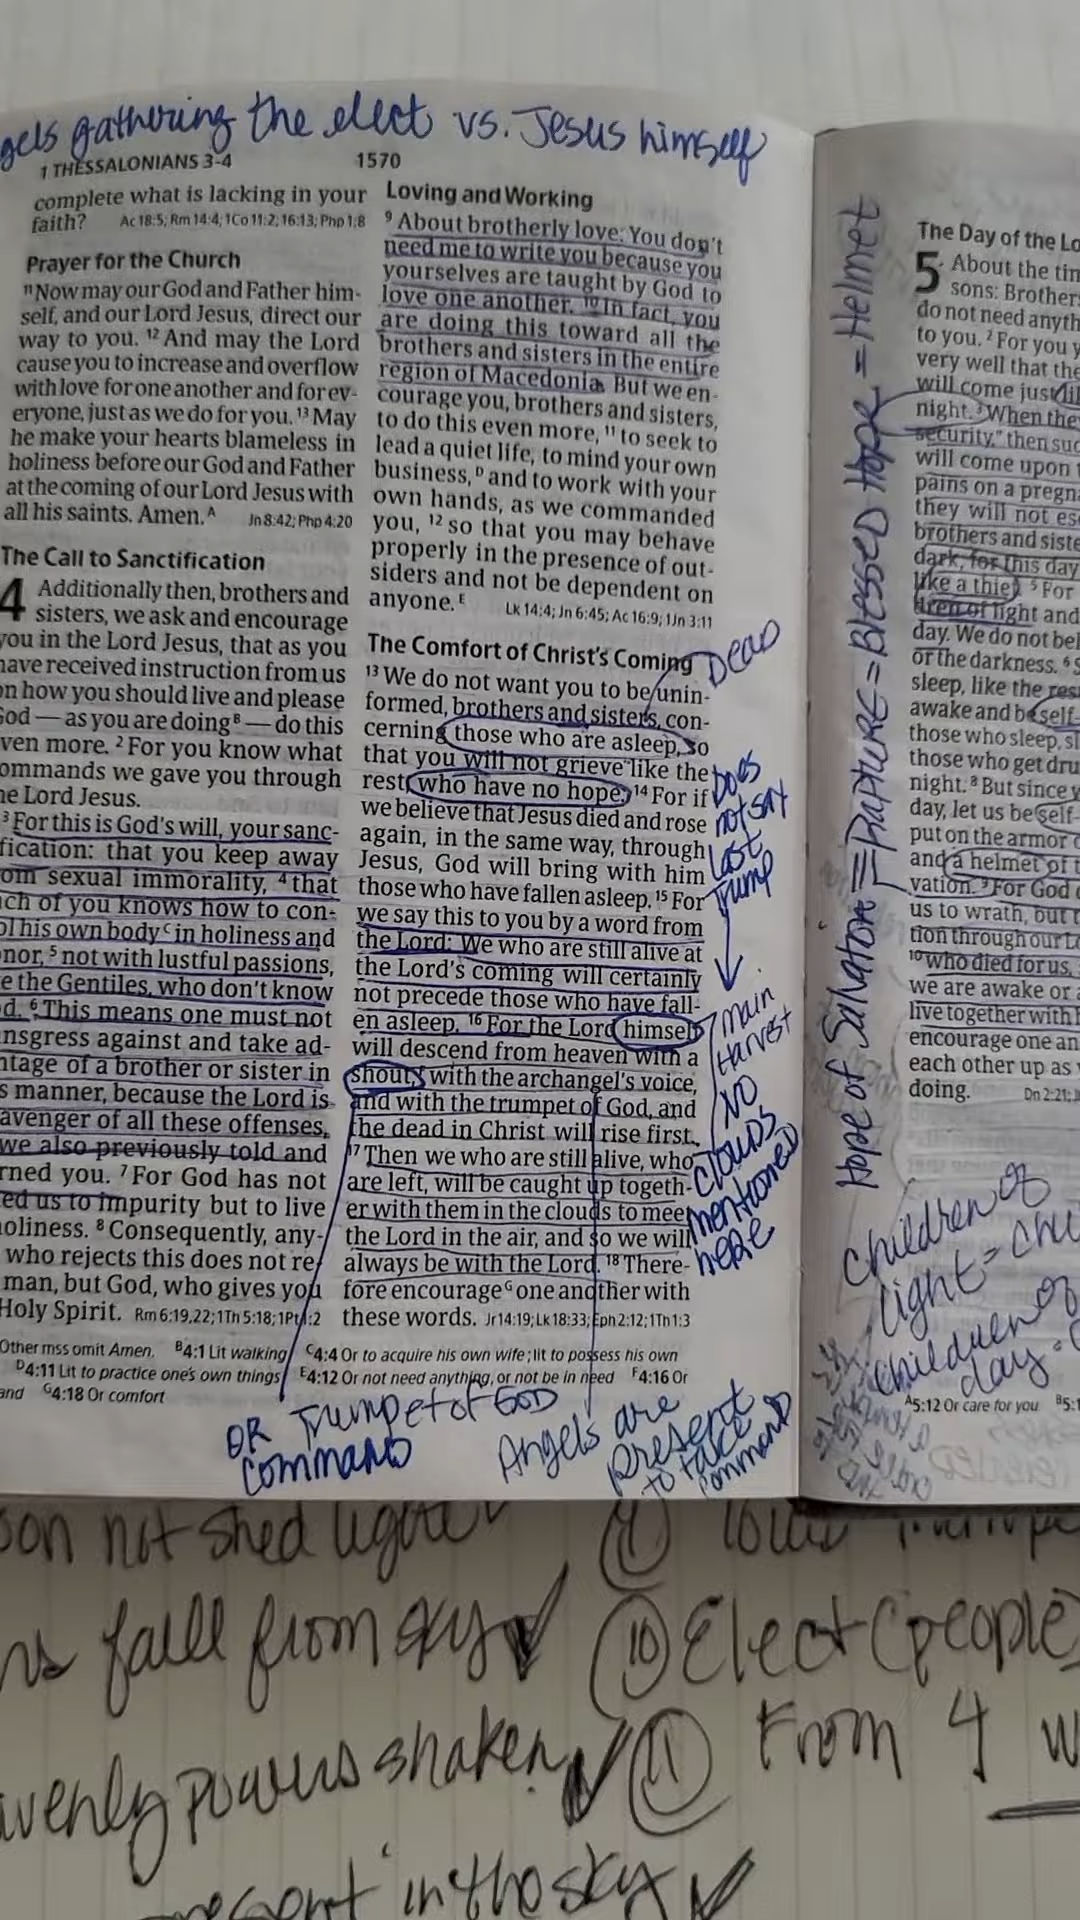 gels gathering the elect vs. Jesus himself
1 THESSALONIANS 3-4
1570
complete what is lacking in your
faith? Ac 18:5; Rm 14:4; 1Co 11:2; 16:13; Php 1:8
Prayer for the Church
11 Now may our God and Father him-
self, and our Lord Jesus, direct our
way to you. 12 And may the Lord
cause you to increase and overflow
with love for one another and for ev-
eryone, just as we do for you. 13 May
he make your hearts blameless in
holiness before our God and Father
at the coming of our Lord Jesus with
all his saints. Amen.A Jn 8:42; Php 4:20
The Call to Sanctification
4 Additionally then, brothers and
sisters, we ask and encourage
you in the Lord Jesus, that as you
have received instruction from us
on how you should live and please
God — as you are doing B — do this
ven more. 2 For you know what
ommands we gave you through
he Lord Jesus.
3 For this is God's will, your sanc-
fication: that you keep away
om sexual immorality, 4 that
ach of you knows how to con-
ol his own body C in holiness and
onor, 5 not with lustful passions,
e the Gentiles, who don't know
d. 6 This means one must not
nsgress against and take ad-
ntage of a brother or sister in
s manner, because the Lord is
avenger of all these offenses,
we also previously told and
rned you. 7 For God has not
ed us to impurity but to live
holiness. 8 Consequently, any-
who rejects this does not re-
man, but God, who gives you
Holy Spirit. Rm 6:19,22; 1Th 5:18; 1Pt 1:2
Loving and Working
9 About brotherly love: You don't
need me to write you because you
yourselves are taught by God to
love one another. 10 In fact, you
are doing this toward all the
brothers and sisters in the entire
region of Macedonia. But we en-
courage you, brothers and sisters,
to do this even more, 11 to seek to
lead a quiet life, to mind your own
business, D and to work with your
own hands, as we commanded
you, 12 so that you may behave
properly in the presence of out-
siders and not be dependent on
anyone. E Lk 14:4; Jn 6:45; Ac 16:9; 1Jn 3:11
The Comfort of Christ's Coming
13 We do not want you to be unin-
formed, brothers and sisters, con-
cerning those who are asleep, so
that you will not grieve like the
rest, who have no hope. 14 For if
we believe that Jesus died and rose
again, in the same way, through
Jesus, God will bring with him
those who have fallen asleep. 15 For
we say this to you by a word from
the Lord: We who are still alive at
the Lord's coming will certainly
not precede those who have fall-
en asleep. 16 For the Lord himself
will descend from heaven with a
shout, F with the archangel's voice,
and with the trumpet of God, and
the dead in Christ will rise first.
17 Then we who are still alive, who
are left, will be caught up togeth-
er with them in the clouds to meet
the Lord in the air, and so we will
always be with the Lord. 18 There-
fore encourage G one another with
these words. Jr 14:19; Lk 18:33; Eph 2:12; 1Th 1:3
DEAD
DOES
NOT SAY
Last
Trump
main
Harvest
NO
Clouds
mentioned
here
Other mss omit Amen. B4:1 Lit walking C4:4 Or to acquire his own wife; lit to possess his own
D4:11 Lit to practice one's own things E4:12 Or not need anything, or not be in need F4:16 Or
and G4:18 Or comfort
OR Trumpet of GOD
Command
Angels are
present
to take
command
Hope of Salvation = Rapture = Blessed Hope = Helmet
The Day of the Lo
5 About the tim
sons: Brother
do not need anyth
to you. 2 For you y
very well that the
will come just lik
night. 3 When the
security," then sud
will come upon t
pains on a pregna
they will not es
brothers and siste
dark, for this day
like a thief. 5 For
dren of light and
day. We do not bel
or the darkness. 6 S
sleep, like the res
awake and be self-
those who sleep, sl
those who get dru
night. 8 But since w
day, let us be self-
put on the armor o
and a helmet of t
vation. 9 For God d
us to wrath, but t
tion through our L
10 who died for us,
we are awake or a
live together with h
encourage one an
each other up as y
doing. Dn 2:21;
children of
light = chi
children of
day
A5:12 Or care for you B5:1
oon not shed light
ns fall from sky
avenly powers shaken
in the sky
10 Elect (people
11 From 4 w